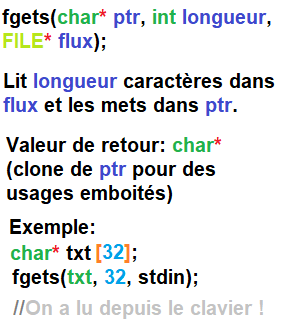 fgets(char* ptr, int longueur,
FILE* flux);
Lit longueur caractères dans
flux et les mets dans ptr.
Valeur de retour: char*
(clone de ptr pour des
usages emboités)
Exemple:
char* txt [32];
fgets(txt, 32, stdin);
//On a lu depuis le clavier !